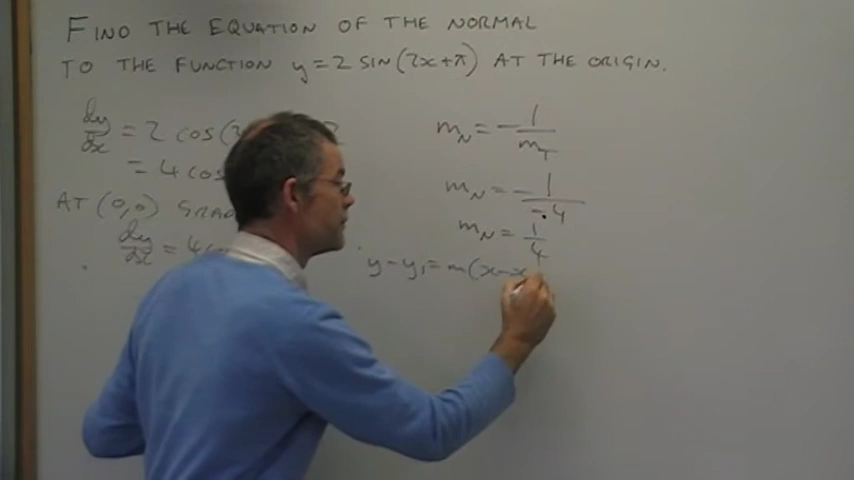 FIND THE EQUATION OF THE NORMAL
TO THE FUNCTION y = 2 SIN(2x+π) AT THE ORIGIN.
dy/dx = 2 cos(2
= 4 cos
AT (0,0) GRAD
dy/dx = 4
m_N = -1/m_T
m_N = -1/-4
m_N = 1/4
y - y₁ = m(x-x